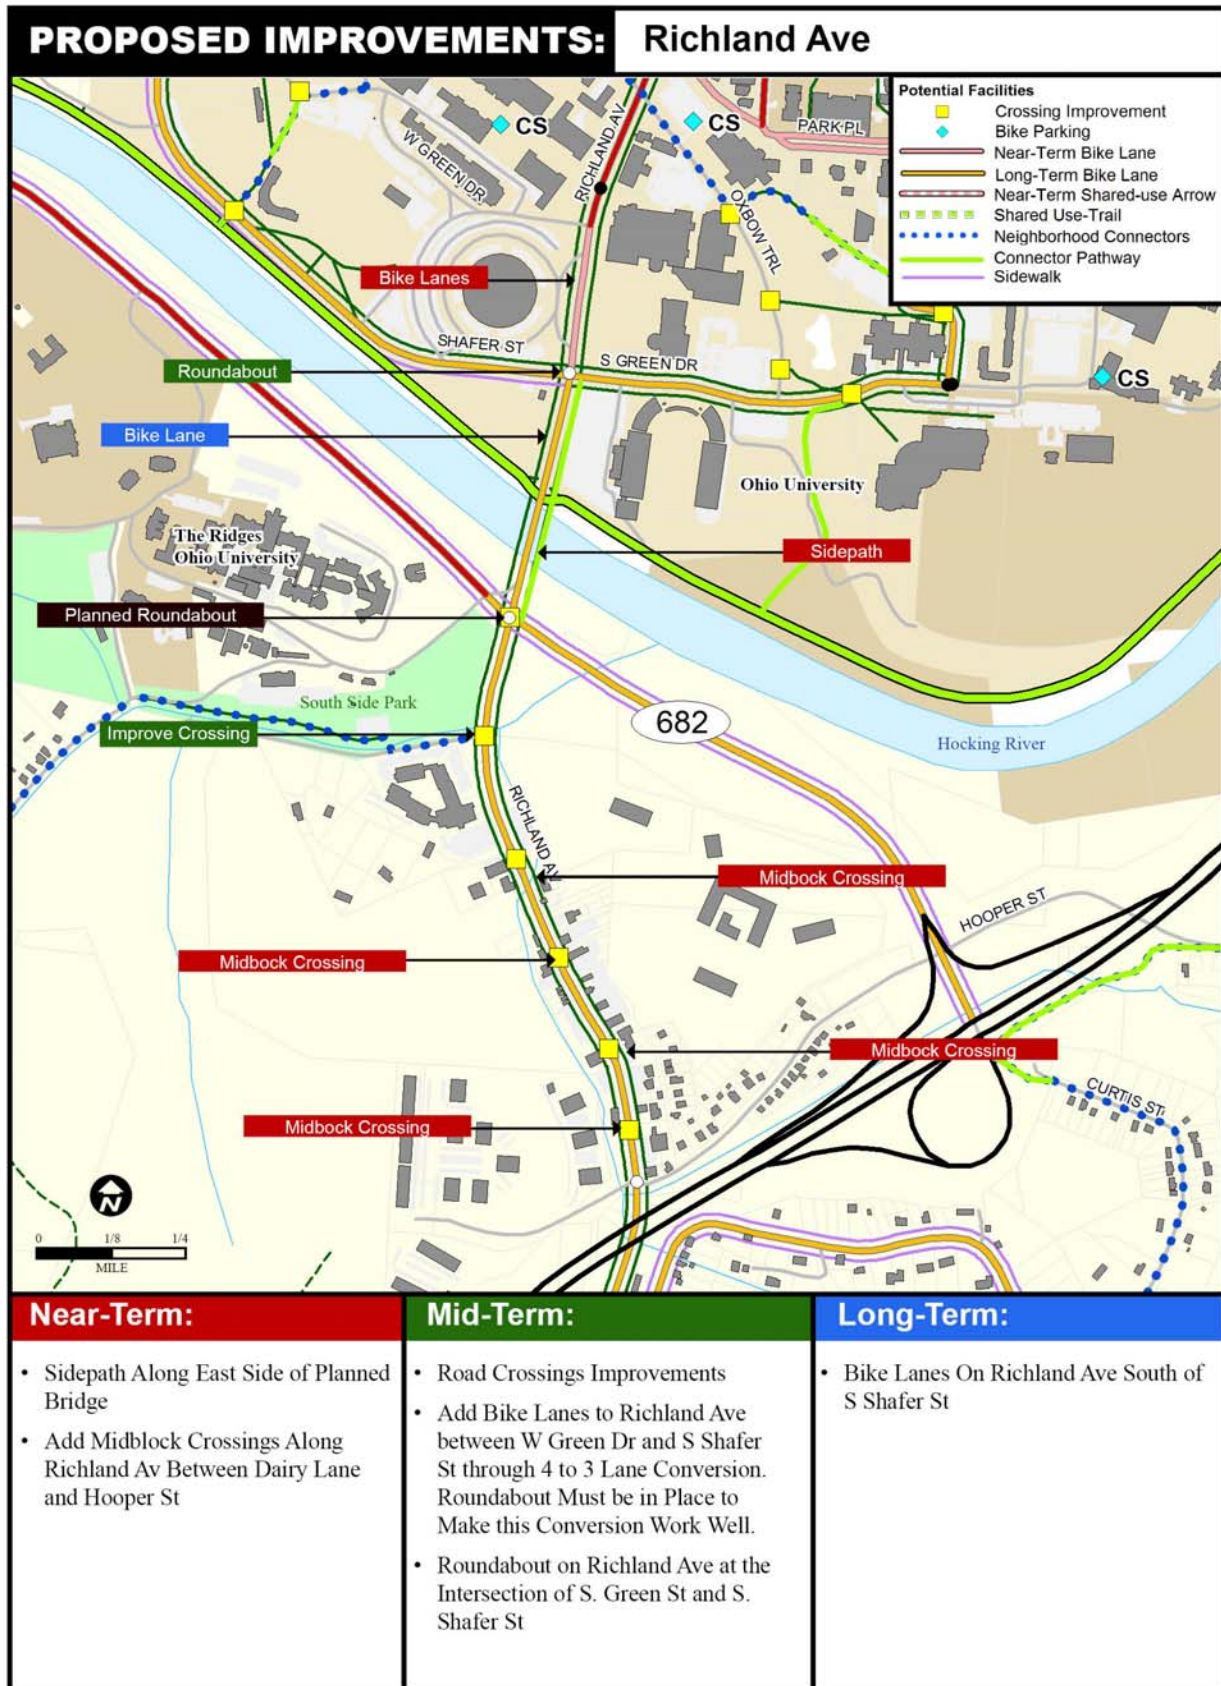 PROPOSED IMPROVEMENTS:
Richland Ave
Potential Facilities
Crossing Improvement
Bike Parking
Near-Term Bike Lane
Long-Term Bike Lane
Near-Term Shared-use Arrow
Shared Use-Trail
Neighborhood Connectors
Connector Pathway
Sidewalk
CS
CS
PARK PL
W GREEN DR
RICHLAND AV
OXBOW TRL
Bike Lanes
SHAFER ST
S GREEN DR
Roundabout
CS
Bike Lane
Ohio University
The Ridges
Ohio University
Sidepath
Planned Roundabout
South Side Park
682
Improve Crossing
Hocking River
RICHLAND AV
Midbock Crossing
HOOPER ST
Midbock Crossing
Midbock Crossing
CURTIS ST
Midbock Crossing
N
0 1/8 1/4
MILE
Near-Term:
• Sidepath Along East Side of Planned
Bridge
• Add Midblock Crossings Along
Richland Av Between Dairy Lane
and Hooper St
Mid-Term:
• Road Crossings Improvements
• Add Bike Lanes to Richland Ave
between W Green Dr and S Shafer
St through 4 to 3 Lane Conversion.
Roundabout Must be in Place to
Make this Conversion Work Well.
• Roundabout on Richland Ave at the
Intersection of S. Green St and S.
Shafer St
Long-Term:
• Bike Lanes On Richland Ave South of
S Shafer St